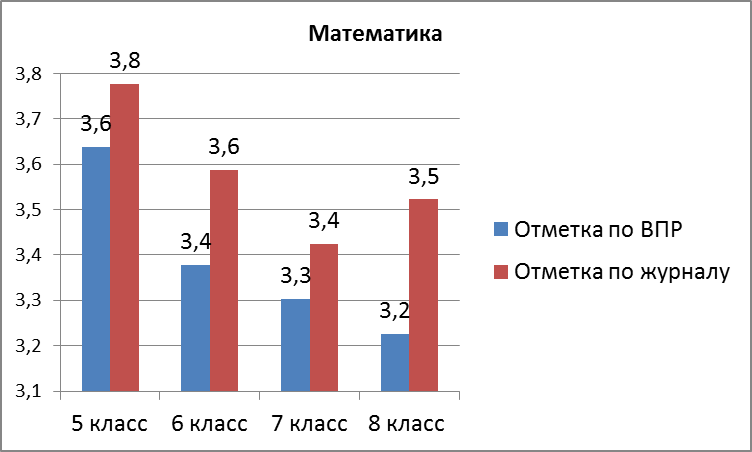 Математика
3,8
3,7
3,6
3,5
3,4
3,3
3,2
3,1
3,6
3,8
3,4
3,6
3,3
3,4
3,2
3,5
5 класс
6 класс
7 класс
8 класс
Отметка по ВПР
Отметка по журналу